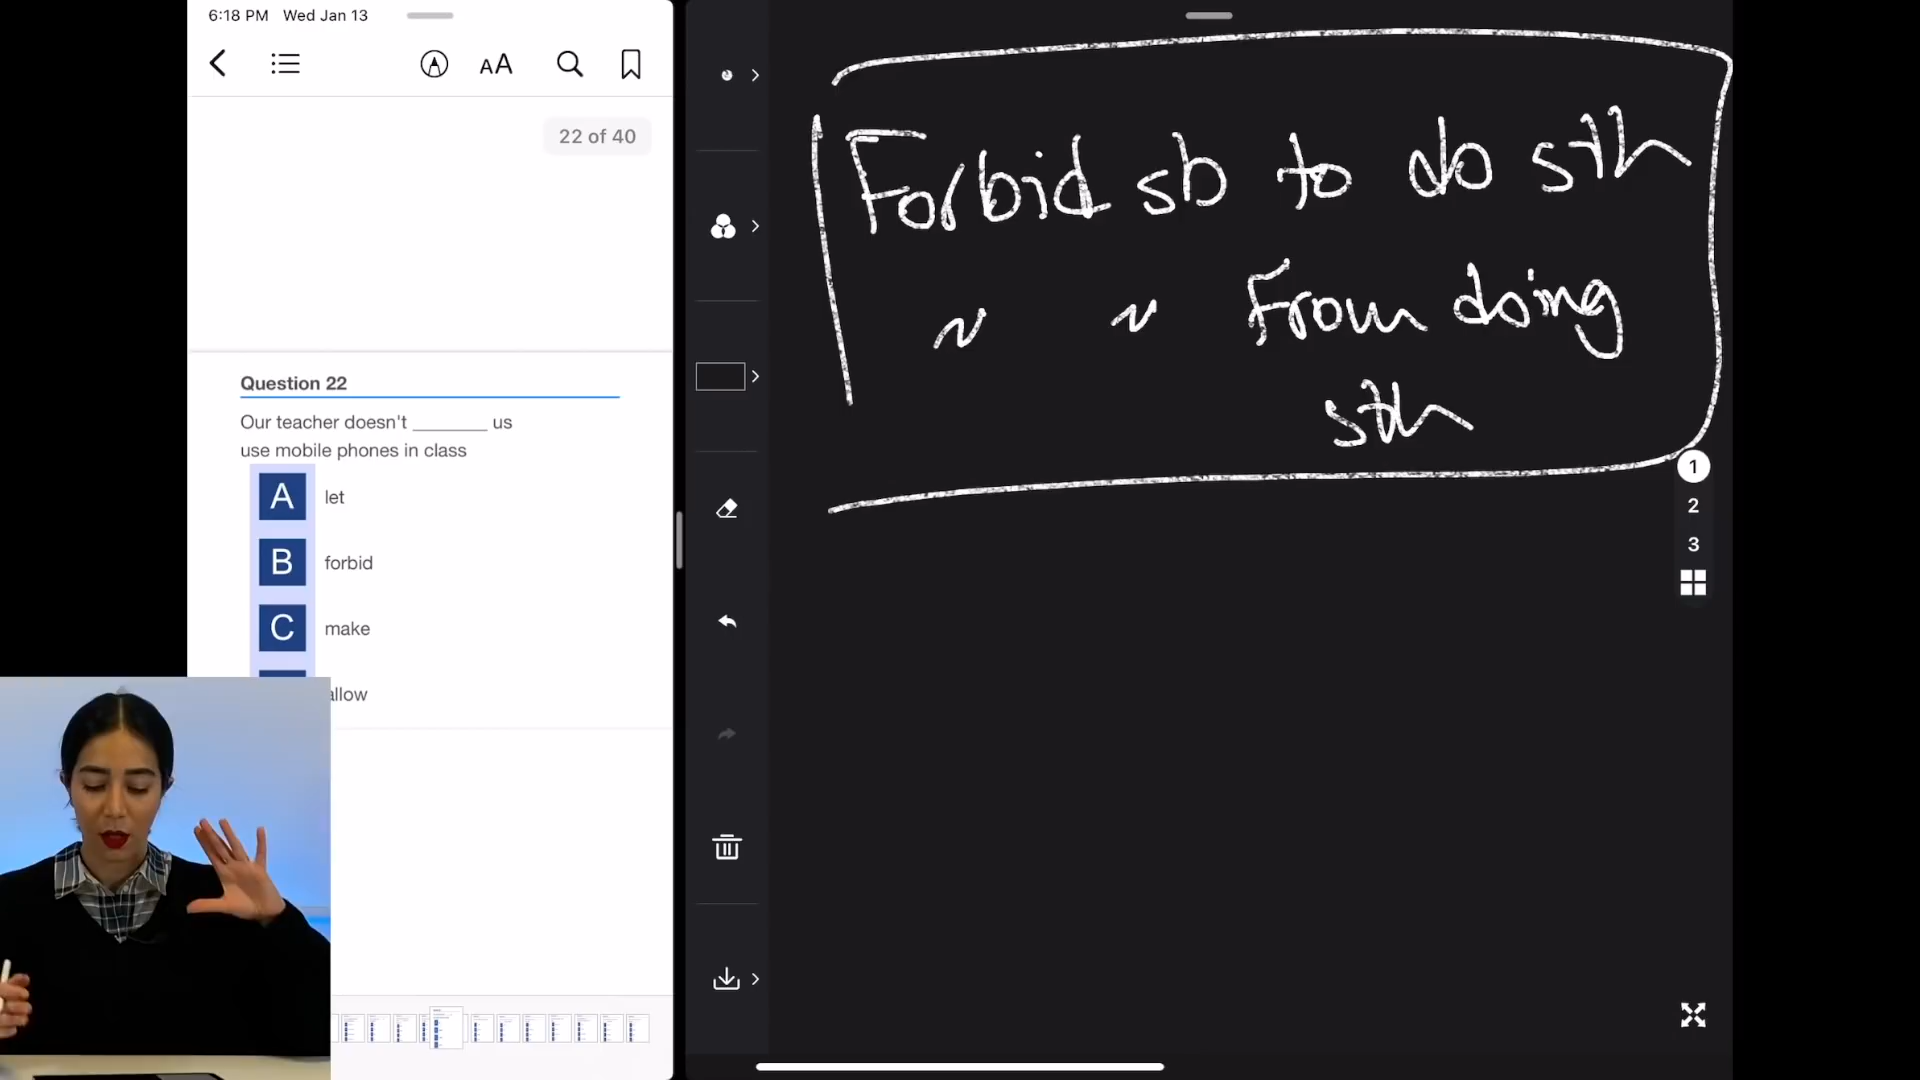 6:18 PM Wed Jan 13
AA
22 of 40
Question 22
Our teacher doesn't ________ us
use mobile phones in class
A let
B forbid
C make
allow
Forbid sb to do sth
〃 〃 From doing
sth
1
2
3